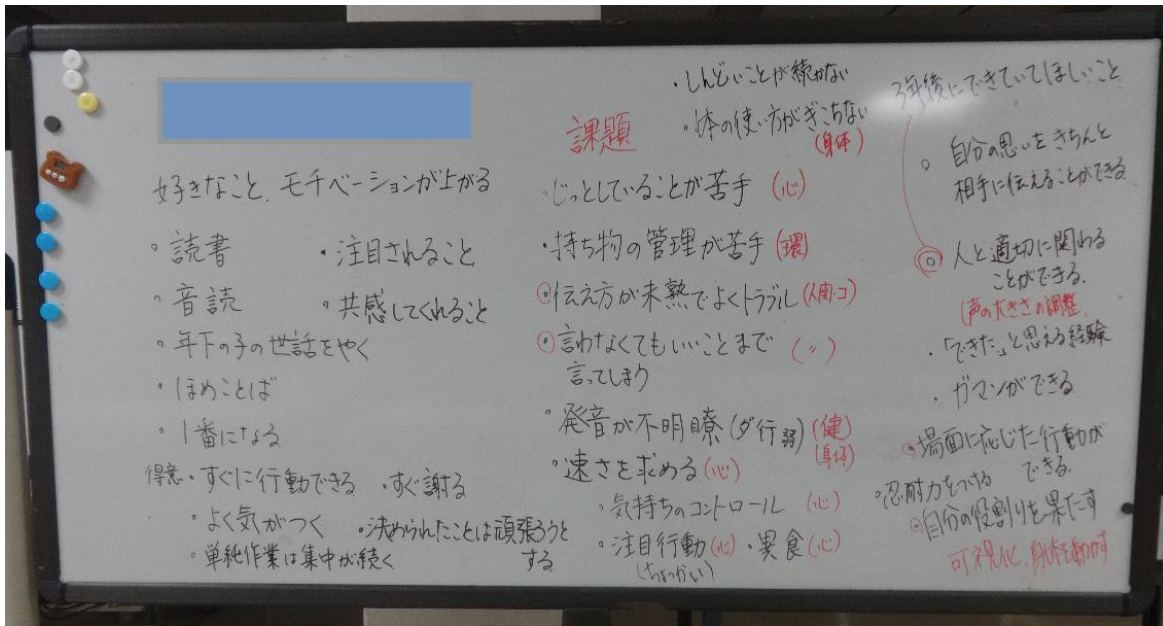 好きなこと、モチベーションが上がる
・読書 ・注目されること
・音読 ・共感してくれること
・年下の子の世話をやく
・ほめことば
・1番になる
得意・すぐに行動できる ・すぐ謝る
・よく気がつく ・決められたことは頑張ろうと
する
・単純作業は集中が続く
課題
・しんどいことが続かない
・体の使い方がぎこちない
(身体)
・じっとしていることが苦手 (心)
・持ち物の管理が苦手 (環)
◎伝え方が未熟でよくトラブル (人関・コ)
◎言わなくてもいいことまで (〃)
言ってしまう
・発音が不明瞭 (ダ行弱) (健)
(身体)
・速さを求める (心)
・気持ちのコントロール (心)
・注目行動 (心) ・異食 (心)
(ちょっかい)
3年後にできていてほしいこと
○ 自分の思いをきちんと
相手に伝えることができる
◎ 人と適切に関わる
ことができる.
(声の大きさの調整
・「できた」と思える経験
・ガマンができる
◎場面に応じた行動が
できる.
・忍耐力をつける
◎自分の役割りを果たす
可視化、身体を動かす